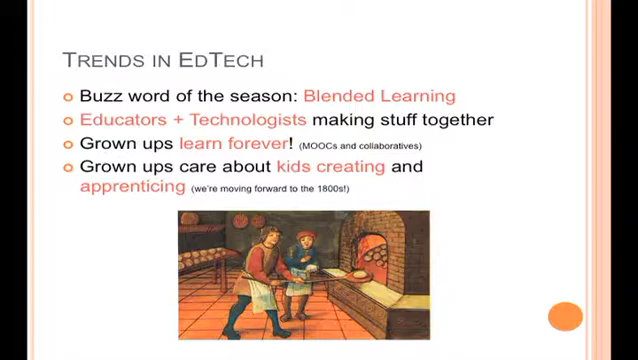 TRENDS IN EDTECH
Buzz word of the season: Blended Learning
Educators + Technologists making stuff together
Grown ups learn forever! (MOOCs and collaboratives)
Grown ups care about kids creating and
apprenticing (we're moving forward to the 1800s!)